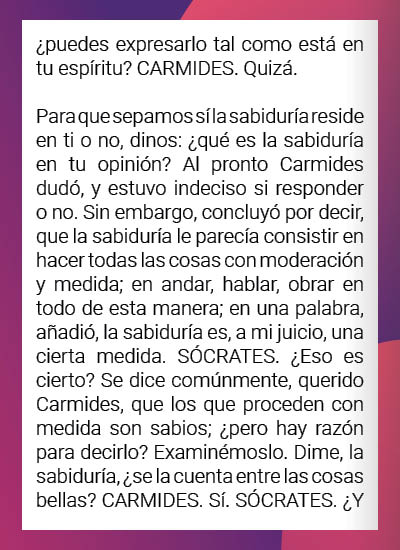 ¿puedes expresarlo tal como está en
tu espíritu? CARMIDES. Quizá.
Para que sepamos sí la sabiduría reside
en ti o no, dinos: ¿qué es la sabiduría
en tu opinión? Al pronto Carmides
dudó, y estuvo indeciso si responder
o no. Sin embargo, concluyó por decir,
que la sabiduría le parecía consistir en
hacer todas las cosas con moderación
y medida; en andar, hablar, obrar en
todo de esta manera; en una palabra,
añadió, la sabiduría es, a mi juicio, una
cierta medida. SÓCRATES. ¿Eso es
cierto? Se dice comúnmente, querido
Carmides, que los que proceden con
medida son sabios; ¿pero hay razón
para decirlo? Examinémoslo. Dime, la
sabiduría, ¿se la cuenta entre las cosas
bellas? CARMIDES. Sí. SÓCRATES. ¿Y